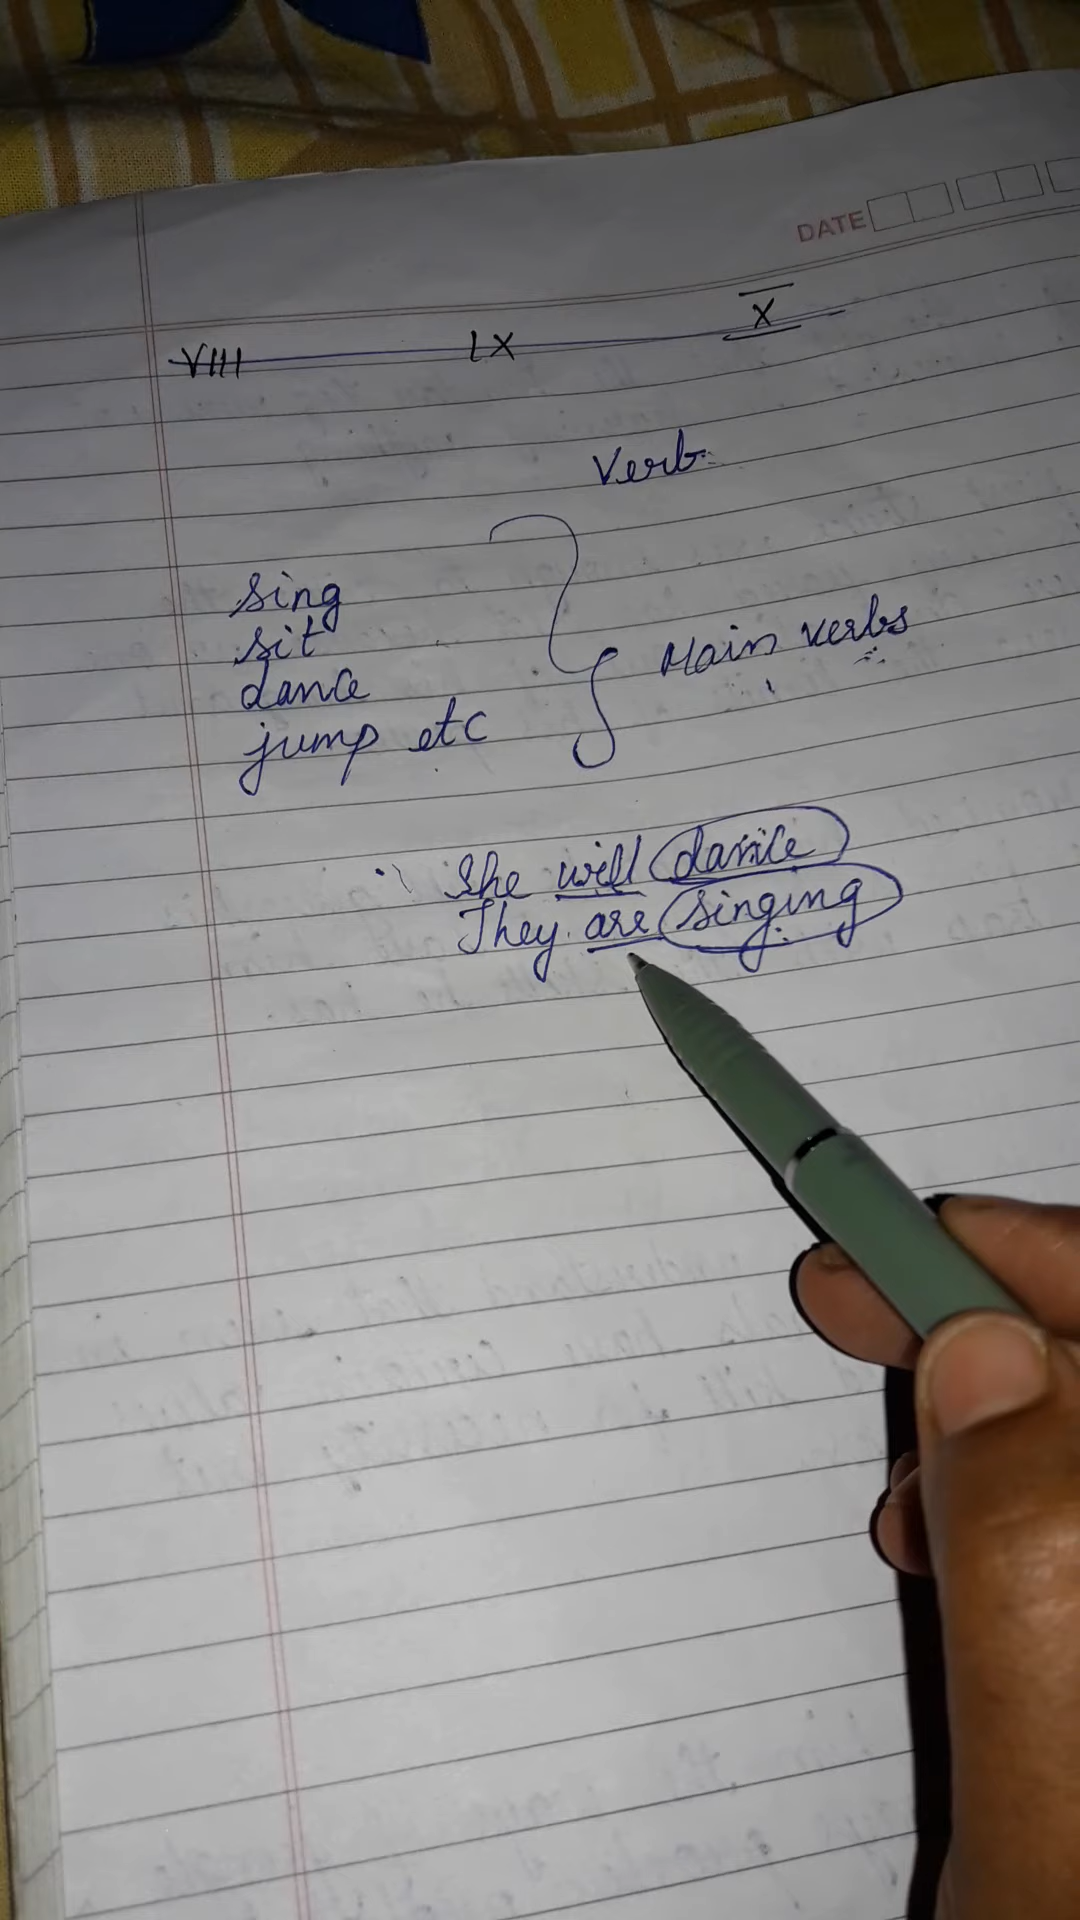 DATE
VIII IX X
Verb
sing
sit
dance
jump etc
Main verbs
She will dance
They are singing